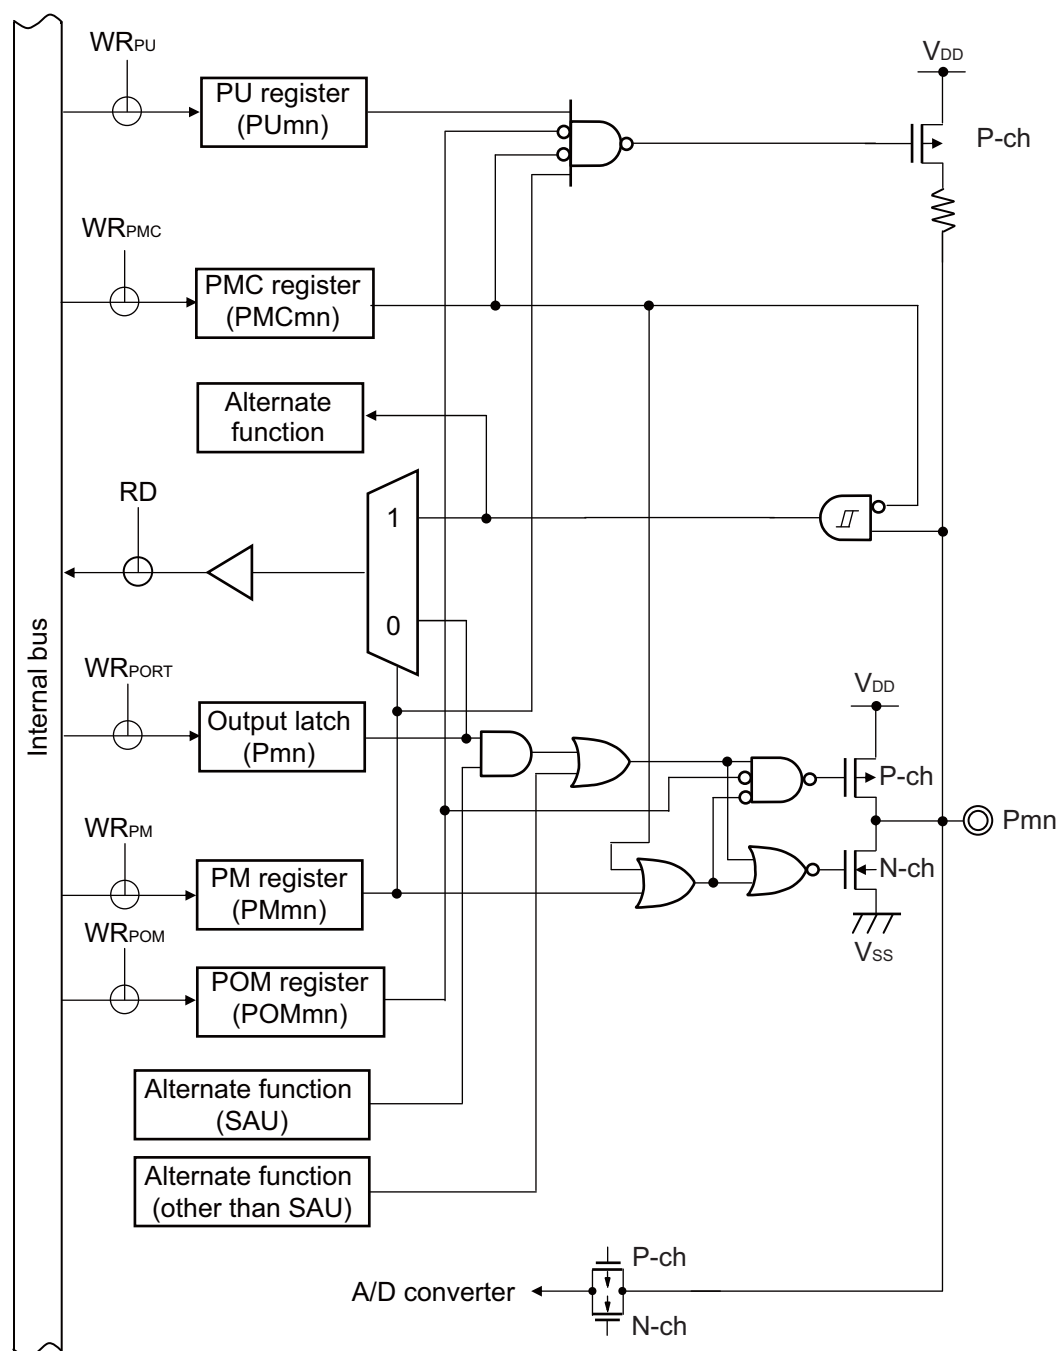 WRPU
VDD
PU register
(PUmn)
P-ch
WRPMC
PMC register
(PMCmn)
Alternate
function
RD
1
0
Internal bus
WRPORT
Output latch
(Pmn)
VDD
P-ch
Pmn
WRPM
PM register
(PMmn)
N-ch
VSS
WRPOM
POM register
(POMmn)
Alternate function
(SAU)
Alternate function
(other than SAU)
P-ch
A/D converter
N-ch